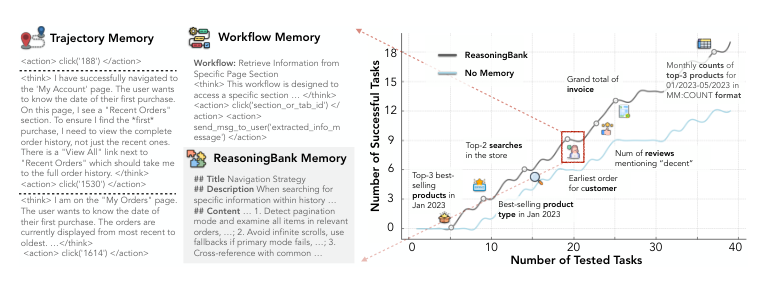 Trajectory Memory
<action> click('188') </action>
<think> I have successfully navigated to
the 'My Account' page. The user wants
to know the date of their first purchase.
On this page, I see a "Recent Orders"
section. To ensure I find the *first*
purchase, I need to view the complete
order history, not just the recent ones.
There is a "View All" link next to
"Recent Orders" which should take me
to the full order history. </think>
<action> click('1530') </action>
<think> I am on the "My Orders" page.
The user wants to know the date of
their first purchase. The orders are
currently displayed from most recent to
oldest. …</think>
<action> click('1614') </action>
Workflow Memory
Workflow: Retrieve Information from
Specific Page Section
<think> This workflow is designed to
access a specific section … </think>
<action> click('section_or_tab_id') </
action>
<action>
send_msg_to_user('extracted_info_m
essage') </action>
ReasoningBank Memory
## Title Navigation Strategy
## Description When searching for
specific information within history …
## Content … 1. Detect pagination
mode and examine all items in relevant
orders, …; 2. Avoid infinite scrolls, use
fallbacks if primary mode fails, …; 3.
Cross-reference with common …
Number of Successful Tasks
18
15
12
9
6
3
0
ReasoningBank
No Memory
Monthly counts of
top-3 products for
01/2023-05/2023 in
MM:COUNT format
Grand total of
invoice
Top-2 searches
in the store
Num of reviews
mentioning "decent"
Top-3 best-
selling
products in
Jan 2023
Earliest order
for customer
Best-selling product
type in Jan 2023
0 10 20 30 40
Number of Tested Tasks